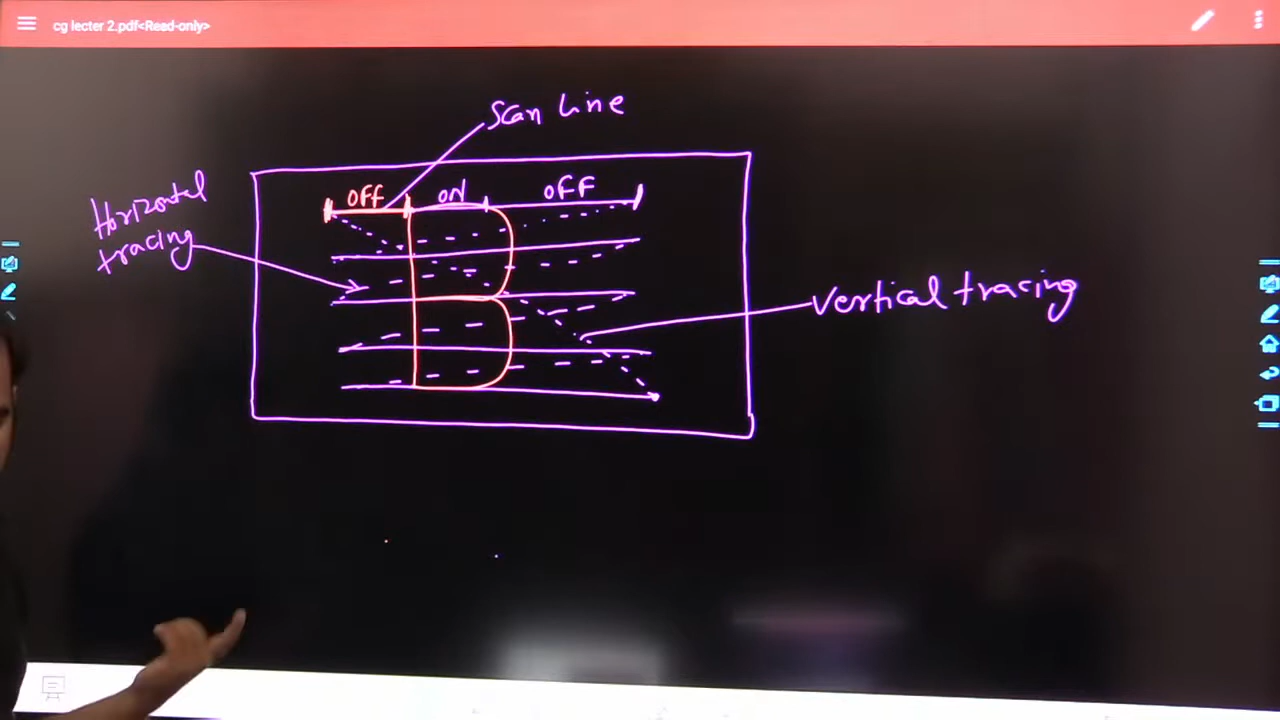 cg lecter 2.pdf<Read-only>
Scan Line
OFF ON OFF
Horizontal
tracing
Vertical tracing